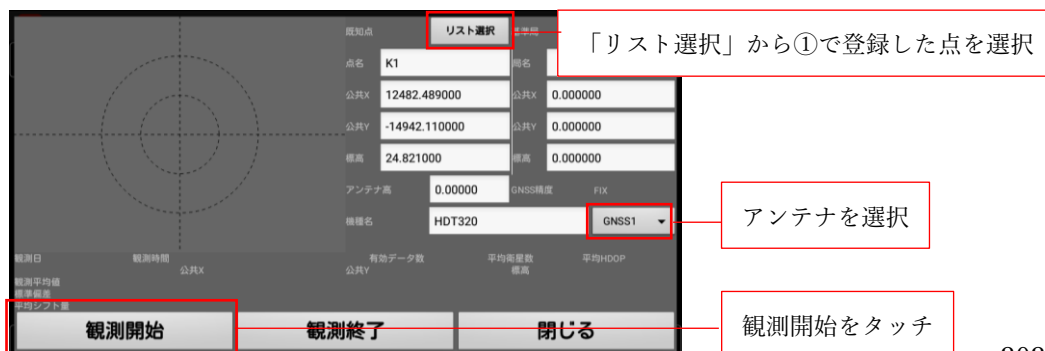 既知点 リスト選択 基準局
「リスト選択」から①で登録した点を選択
点名 K1 局名
公共X 12482.489000 公共X 0.000000
公共Y -14942.110000 公共Y 0.000000
標高 24.821000 標高 0.000000
アンテナ高 0.00000 GNSS精度 FIX
機種名 HDT320 GNSS1
アンテナを選択
観測日 観測時間 有効データ数 平均衛星数 平均HDOP
公共X 公共Y 標高
観測平均値
標準偏差
平均シフト量
観測開始 観測終了 閉じる
観測開始をタッチ